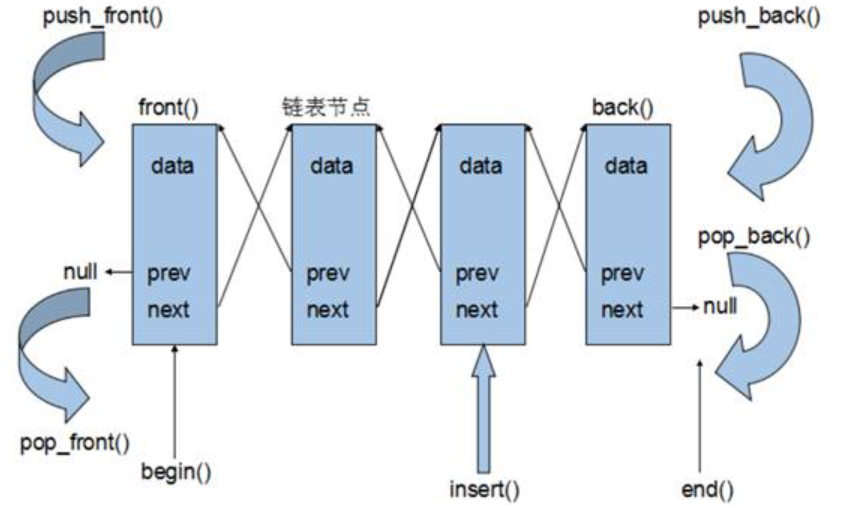 push_front()
push_back()
front()
链表节点
back()
data
data
data
data
pop_back()
null
prev
prev
prev
prev
next
next
next
next
null
pop_front()
begin()
insert()
end()